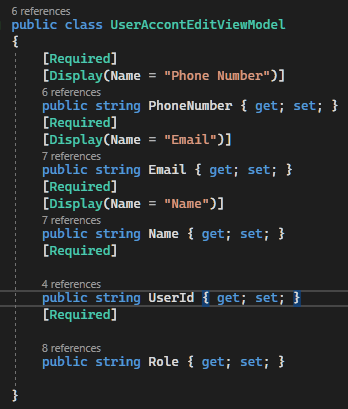 6 references
public class UserAccontEditViewModel
{
[Required]
[Display(Name = "Phone Number")]
6 references
public string PhoneNumber { get; set; }
[Required]
[Display(Name = "Email")]
7 references
public string Email { get; set; }
[Required]
[Display(Name = "Name")]
7 references
public string Name { get; set; }
[Required]
4 references
public string UserId { get; set; }
[Required]
8 references
public string Role { get; set; }
}